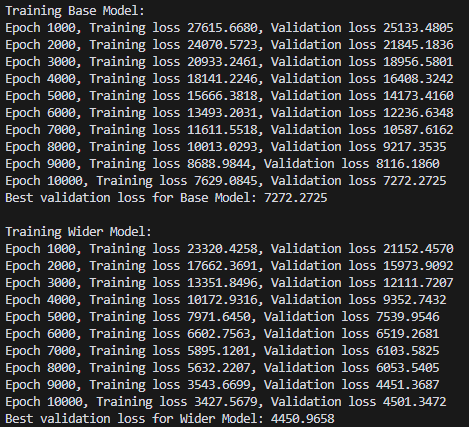 Training Base Model:
Epoch 1000, Training loss 27615.6680, Validation loss 25133.4805
Epoch 2000, Training loss 24070.5723, Validation loss 21845.1836
Epoch 3000, Training loss 20933.2461, Validation loss 18956.5801
Epoch 4000, Training loss 18141.2246, Validation loss 16408.3242
Epoch 5000, Training loss 15666.3818, Validation loss 14173.4160
Epoch 6000, Training loss 13493.2031, Validation loss 12236.6348
Epoch 7000, Training loss 11611.5518, Validation loss 10587.6162
Epoch 8000, Training loss 10013.0293, Validation loss 9217.3535
Epoch 9000, Training loss 8688.9844, Validation loss 8116.1860
Epoch 10000, Training loss 7629.0845, Validation loss 7272.2725
Best validation loss for Base Model: 7272.2725
Training Wider Model:
Epoch 1000, Training loss 23320.4258, Validation loss 21152.4570
Epoch 2000, Training loss 17662.3691, Validation loss 15973.9092
Epoch 3000, Training loss 13351.8496, Validation loss 12111.7207
Epoch 4000, Training loss 10172.9316, Validation loss 9352.7432
Epoch 5000, Training loss 7971.6450, Validation loss 7539.9546
Epoch 6000, Training loss 6602.7563, Validation loss 6519.2681
Epoch 7000, Training loss 5895.1201, Validation loss 6103.5825
Epoch 8000, Training loss 5632.2207, Validation loss 6053.5405
Epoch 9000, Training loss 3543.6699, Validation loss 4451.3687
Epoch 10000, Training loss 3427.5679, Validation loss 4501.3472
Best validation loss for Wider Model: 4450.9658